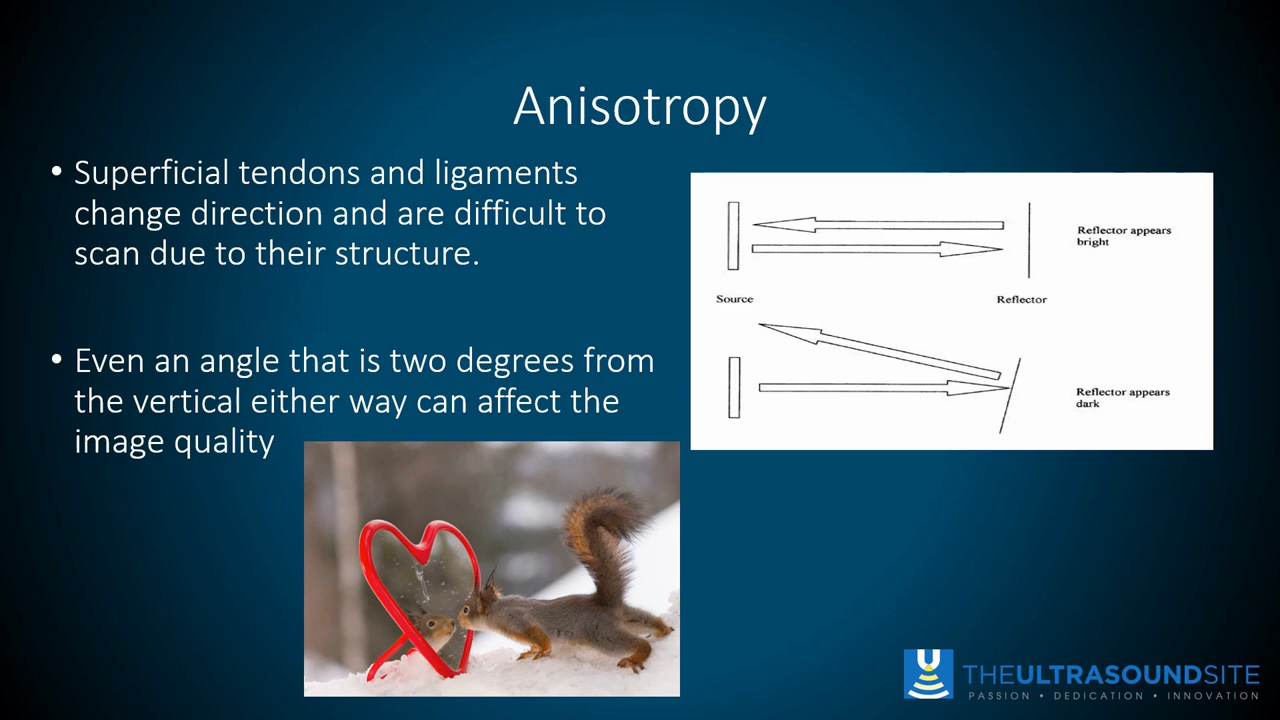 Anisotropy
• Superficial tendons and ligaments
change direction and are difficult to
scan due to their structure.
• Even an angle that is two degrees from
the vertical either way can affect the
image quality
Reflector appears
bright
Source
Reflector
Reflector appears
dark
THEULTRASOUNDSITE
PASSION • DEDICATION • INNOVATION